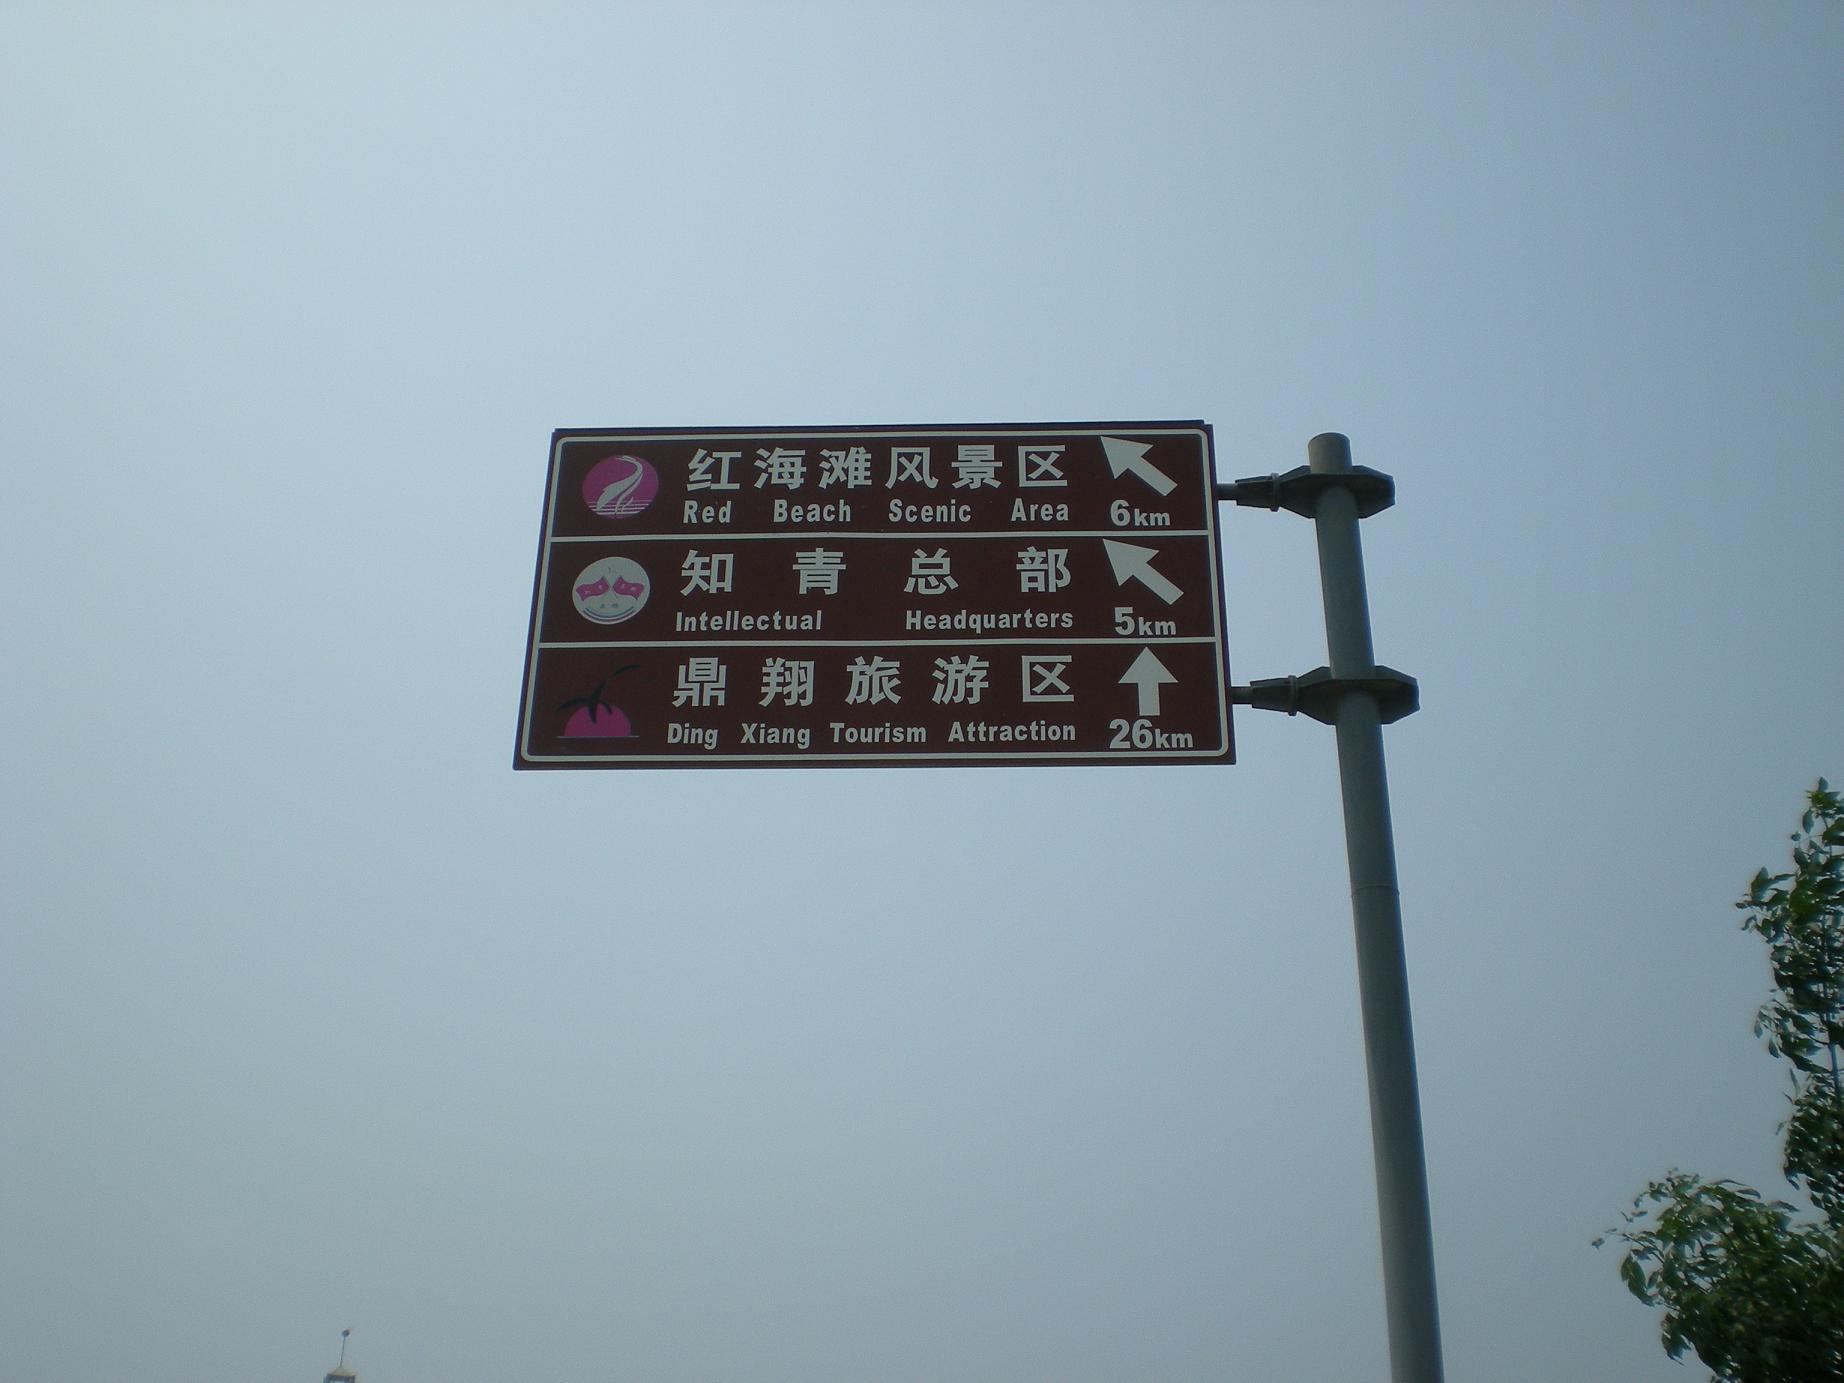 红海滩风景区
Red Beach Scenic Area 6km
知青总部
Intellectual Headquarters 5km
鼎翔旅游区
Ding Xiang Tourism Attraction 26km